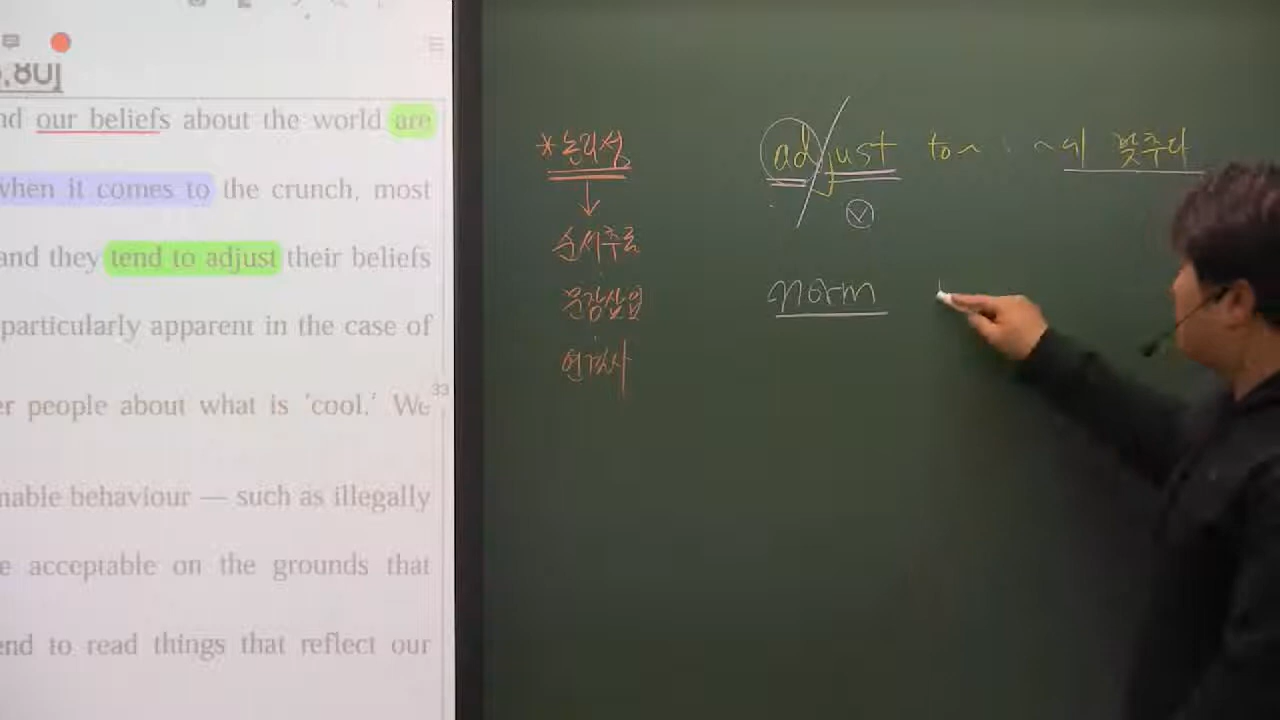 .80]
nd our beliefs about the world are
when it comes to the crunch, most
and they tend to adjust their beliefs
particularly apparent in the case of
33
er people about what is 'cool.' We
nable behaviour — such as illegally
e acceptable on the grounds that
end to read things that reflect our
*논리성
순서추론
문장삽입
연결사
adjust to~ : ~에 맞추다
norm